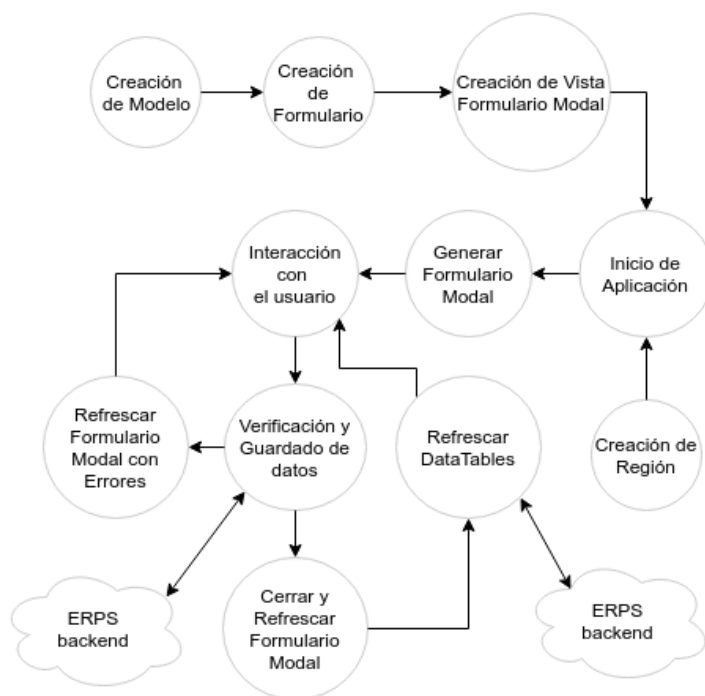 Creación
de Modelo
Creación
de
Formulario
Creación de Vista
Formulario Modal
Interacción
con
el usuario
Generar
Formulario
Modal
Inicio de
Aplicación
Refrescar
Formulario
Modal con
Errores
Verificación y
Guardado de
datos
Refrescar
DataTables
Creación de
Región
ERPS
backend
Cerrar y
Refrescar
Formulario
Modal
ERPS
backend